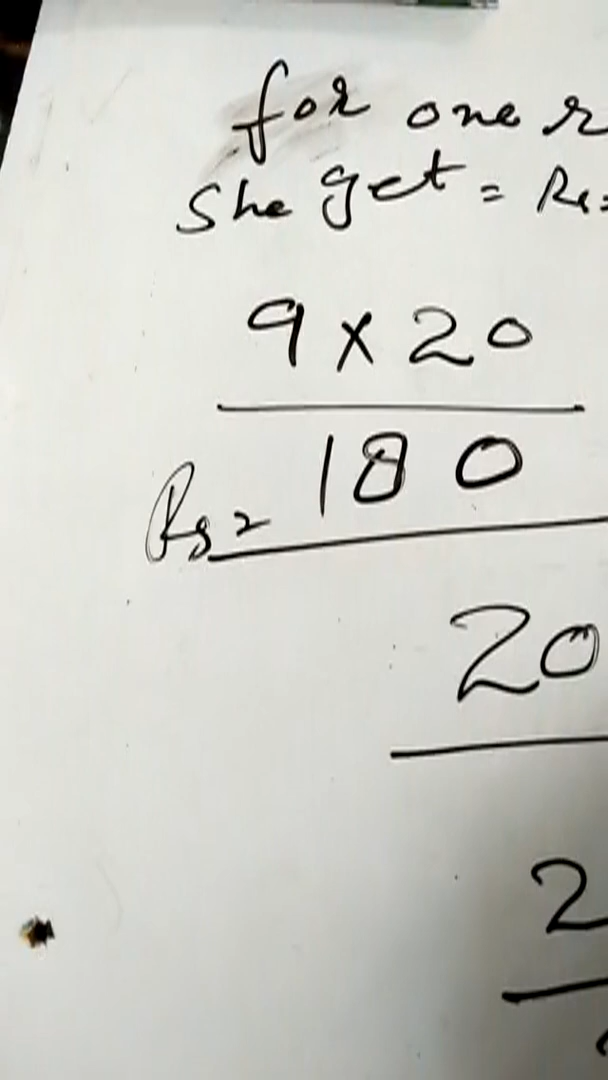 for one
She get = Rs =
9 x 20
180
Rs =
20
2